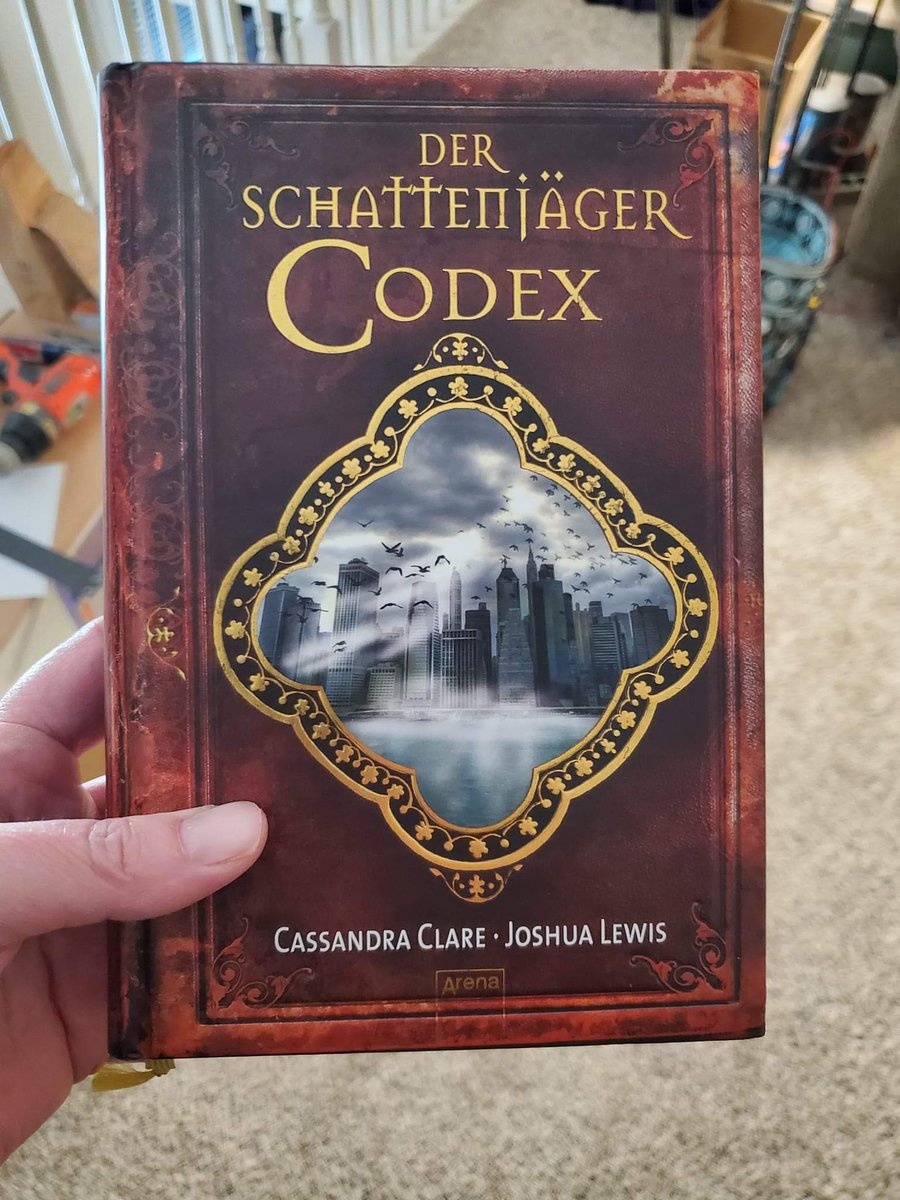 DER
SCHATTENJÄGER
CODEX
CASSANDRA CLARE · JOSHUA LEWIS
Arena